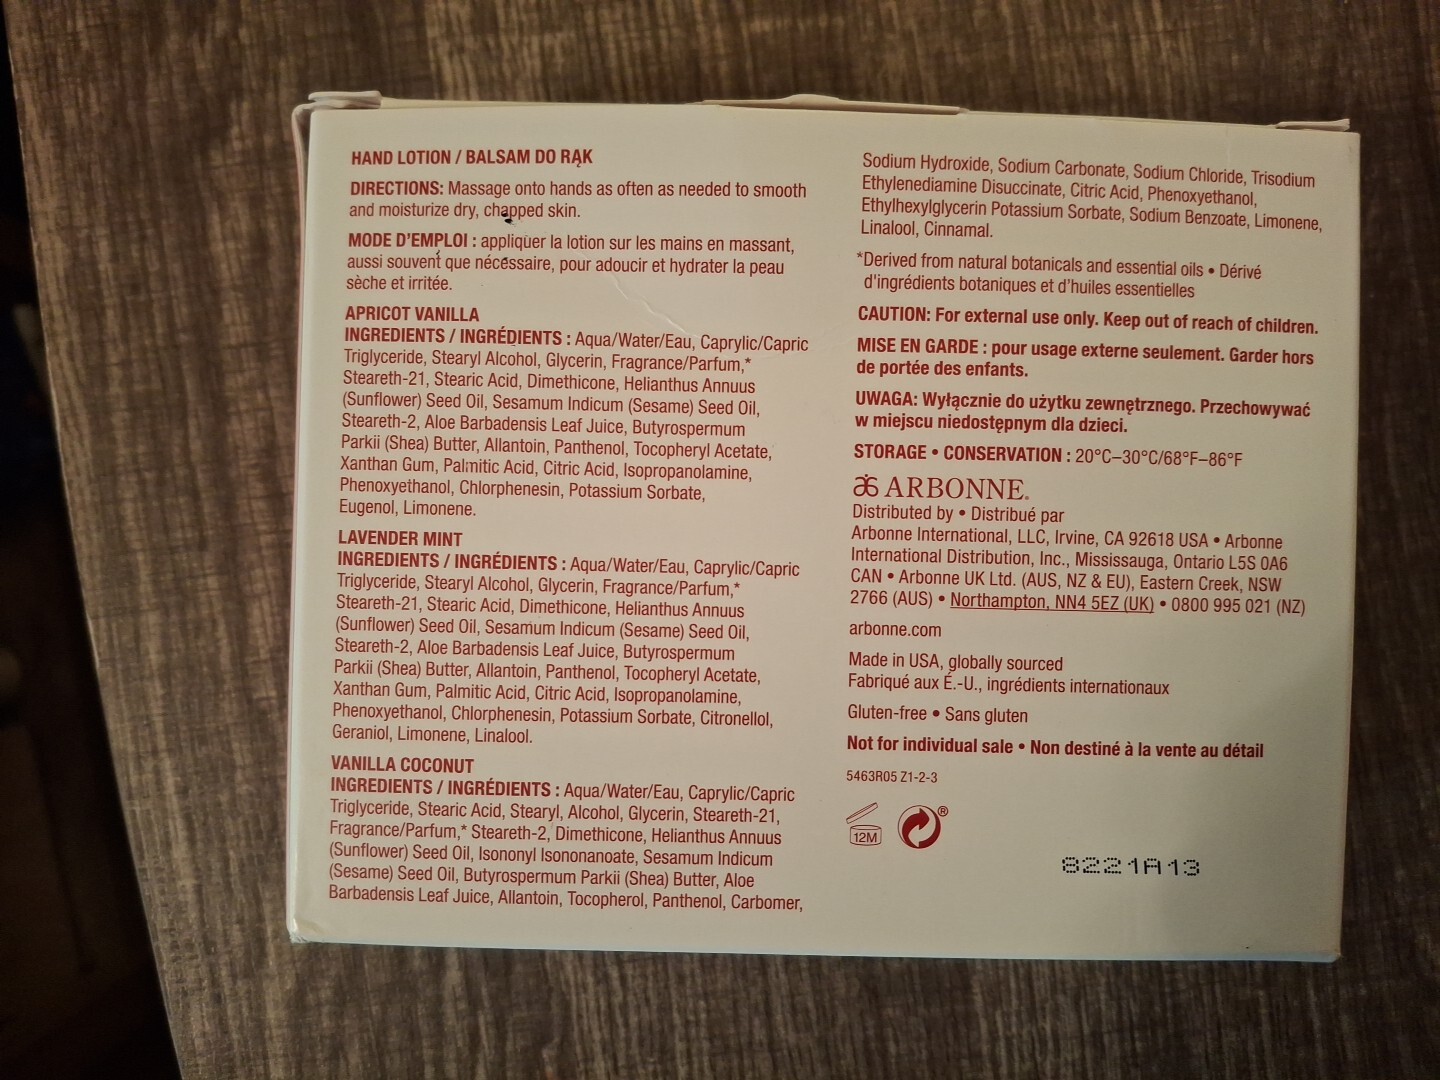 HAND LOTION / BALSAM DO RĄK
DIRECTIONS: Massage onto hands as often as needed to smooth
and moisturize dry, chapped skin.
MODE D'EMPLOI : appliquer la lotion sur les mains en massant,
aussi souvent que nécessaire, pour adoucir et hydrater la peau
sèche et irritée.
APRICOT VANILLA
INGREDIENTS / INGRÉDIENTS : Aqua/Water/Eau, Caprylic/Capric
Triglyceride, Stearyl Alcohol, Glycerin, Fragrance/Parfum,*
Steareth-21, Stearic Acid, Dimethicone, Helianthus Annuus
(Sunflower) Seed Oil, Sesamum Indicum (Sesame) Seed Oil,
Steareth-2, Aloe Barbadensis Leaf Juice, Butyrospermum
Parkii (Shea) Butter, Allantoin, Panthenol, Tocopheryl Acetate,
Xanthan Gum, Palmitic Acid, Citric Acid, Isopropanolamine,
Phenoxyethanol, Chlorphenesin, Potassium Sorbate,
Eugenol, Limonene.
LAVENDER MINT
INGREDIENTS / INGRÉDIENTS : Aqua/Water/Eau, Caprylic/Capric
Triglyceride, Stearyl Alcohol, Glycerin, Fragrance/Parfum,*
Steareth-21, Stearic Acid, Dimethicone, Helianthus Annuus
(Sunflower) Seed Oil, Sesamum Indicum (Sesame) Seed Oil,
Steareth-2, Aloe Barbadensis Leaf Juice, Butyrospermum
Parkii (Shea) Butter, Allantoin, Panthenol, Tocopheryl Acetate,
Xanthan Gum, Palmitic Acid, Citric Acid, Isopropanolamine,
Phenoxyethanol, Chlorphenesin, Potassium Sorbate, Citronellol,
Geraniol, Limonene, Linalool.
VANILLA COCONUT
INGREDIENTS / INGRÉDIENTS : Aqua/Water/Eau, Caprylic/Capric
Triglyceride, Stearic Acid, Stearyl, Alcohol, Glycerin, Steareth-21,
Fragrance/Parfum,* Steareth-2, Dimethicone, Helianthus Annuus
(Sunflower) Seed Oil, Isononyl Isononanoate, Sesamum Indicum
(Sesame) Seed Oil, Butyrospermum Parkii (Shea) Butter, Aloe
Barbadensis Leaf Juice, Allantoin, Tocopherol, Panthenol, Carbomer,
Sodium Hydroxide, Sodium Carbonate, Sodium Chloride, Trisodium
Ethylenediamine Disuccinate, Citric Acid, Phenoxyethanol,
Ethylhexylglycerin Potassium Sorbate, Sodium Benzoate, Limonene,
Linalool, Cinnamal.
*Derived from natural botanicals and essential oils • Dérivé
d'ingrédients botaniques et d'huiles essentielles
CAUTION: For external use only. Keep out of reach of children.
MISE EN GARDE : pour usage externe seulement. Garder hors
de portée des enfants.
UWAGA: Wyłącznie do użytku zewnętrznego. Przechowywać
w miejscu niedostępnym dla dzieci.
STORAGE • CONSERVATION : 20°C–30°C/68°F–86°F
ARBONNE®
Distributed by • Distribué par
Arbonne International, LLC, Irvine, CA 92618 USA • Arbonne
International Distribution, Inc., Mississauga, Ontario L5S 0A6
CAN • Arbonne UK Ltd. (AUS, NZ & EU), Eastern Creek, NSW
2766 (AUS) • Northampton, NN4 5EZ (UK) • 0800 995 021 (NZ)
arbonne.com
Made in USA, globally sourced
Fabriqué aux É.-U., ingrédients internationaux
Gluten-free • Sans gluten
Not for individual sale • Non destiné à la vente au détail
5463R05 Z1-2-3
12M ®
8221A13